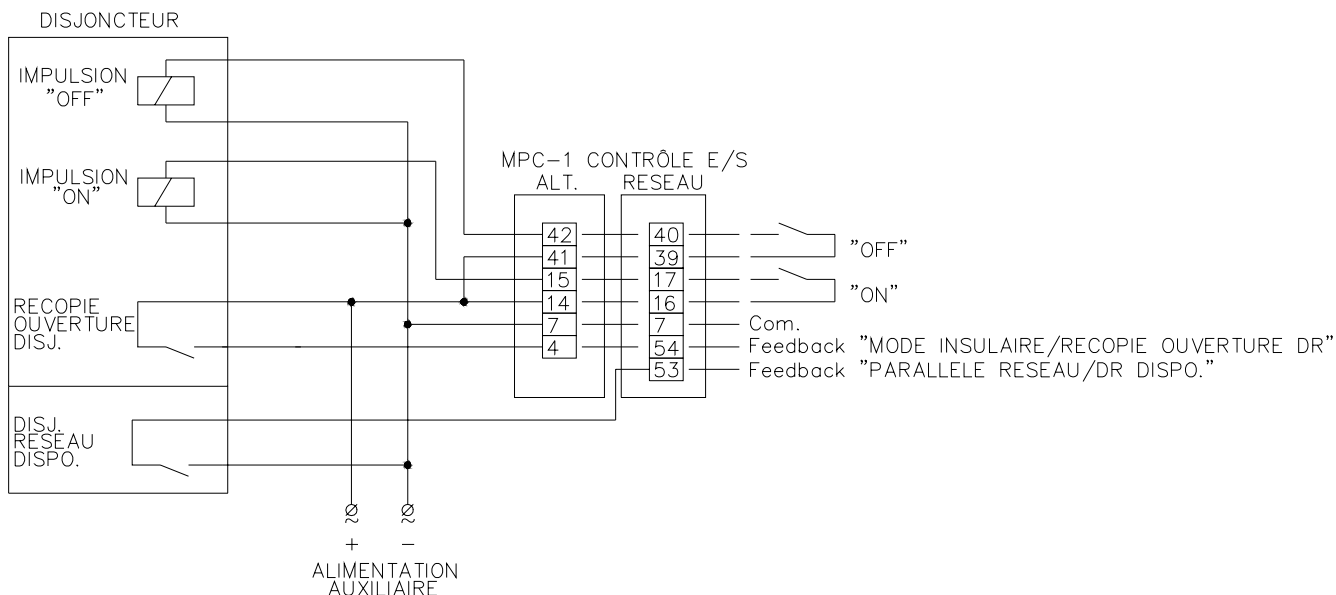 DISJONCTEUR
IMPULSION
"OFF"
IMPULSION
"ON"
RECOPIE
OUVERTURE
DISJ.
DISJ.
RESEAU
DISPO.
MPC-1 CONTRÔLE E/S
ALT. RESEAU
42 40
41 39
"OFF"
15 17
14 16
"ON"
7 7 Com.
4 54 Feedback "MODE INSULAIRE/RECOPIE OUVERTURE DR"
53 Feedback "PARALLELE RESEAU/DR DISPO."
+ -
ALIMENTATION
AUXILIAIRE